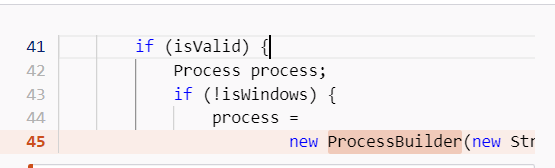 41 if (isValid) {
42 Process process;
43 if (!isWindows) {
44 process =
45 new ProcessBuilder(new Str